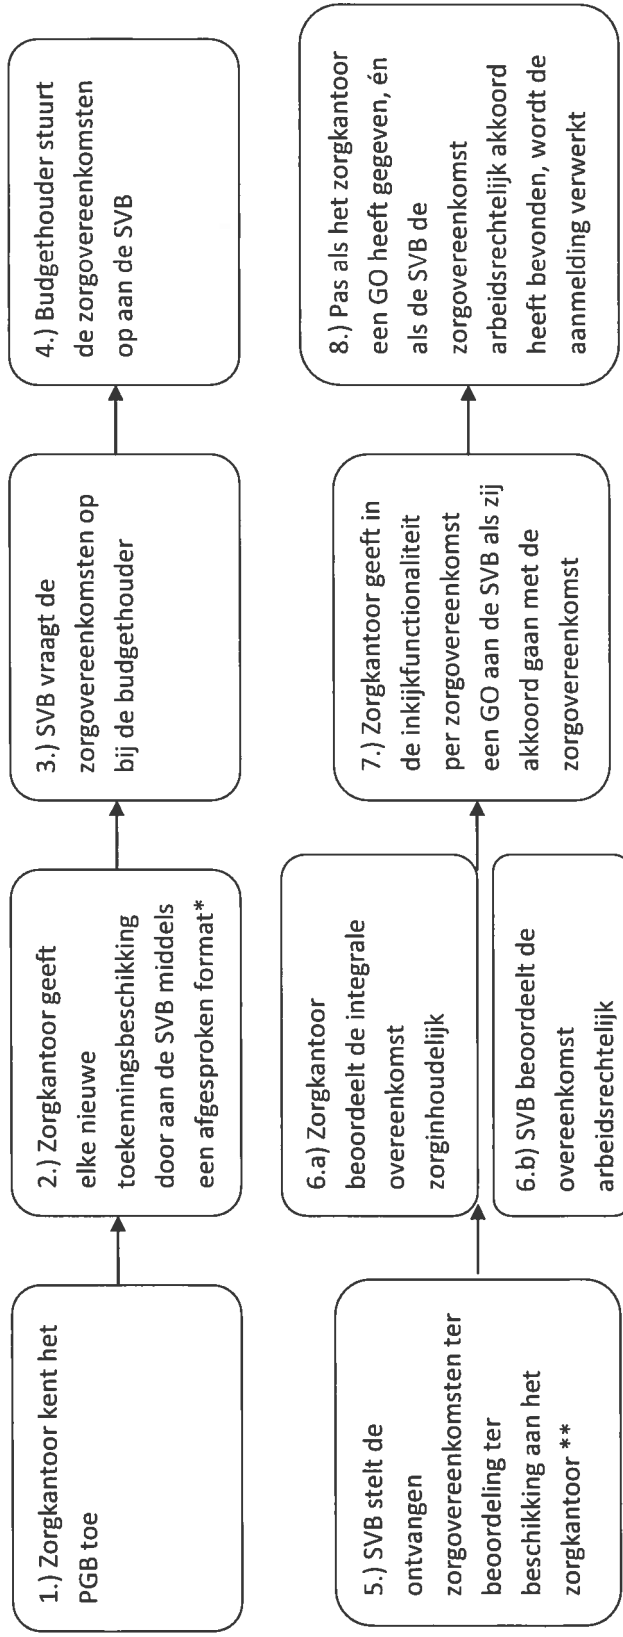 1.) Zorgkantoor kent het
PGB toe
2.) Zorgkantoor geeft
elke nieuwe
toekenningsbeschikking
door aan de SVB middels
een afgesproken format*
3.) SVB vraagt de
zorgovereenkomsten op
bij de budgethouder
4.) Budgethouder stuurt
de zorgovereenkomsten
op aan de SVB
5.) SVB stelt de
ontvangen
zorgovereenkomsten ter
beoordeling ter
beschikking aan het
zorgkantoor **
6.a) Zorgkantoor
beoordeelt de integrale
overeenkomst
zorginhoudelijk
6.b) SVB beoordeelt de
overeenkomst
arbeidsrechtelijk
7.) Zorgkantoor geeft in
de inkijkfunctionaliteit
per zorgovereenkomst
een GO aan de SVB als zij
akkoord gaan met de
zorgovereenkomst
8.) Pas als het zorgkantoor
een GO heeft gegeven, én
als de SVB de
zorgovereenkomst
arbeidsrechtelijk akkoord
heeft bevonden, wordt de
aanmelding verwerkt